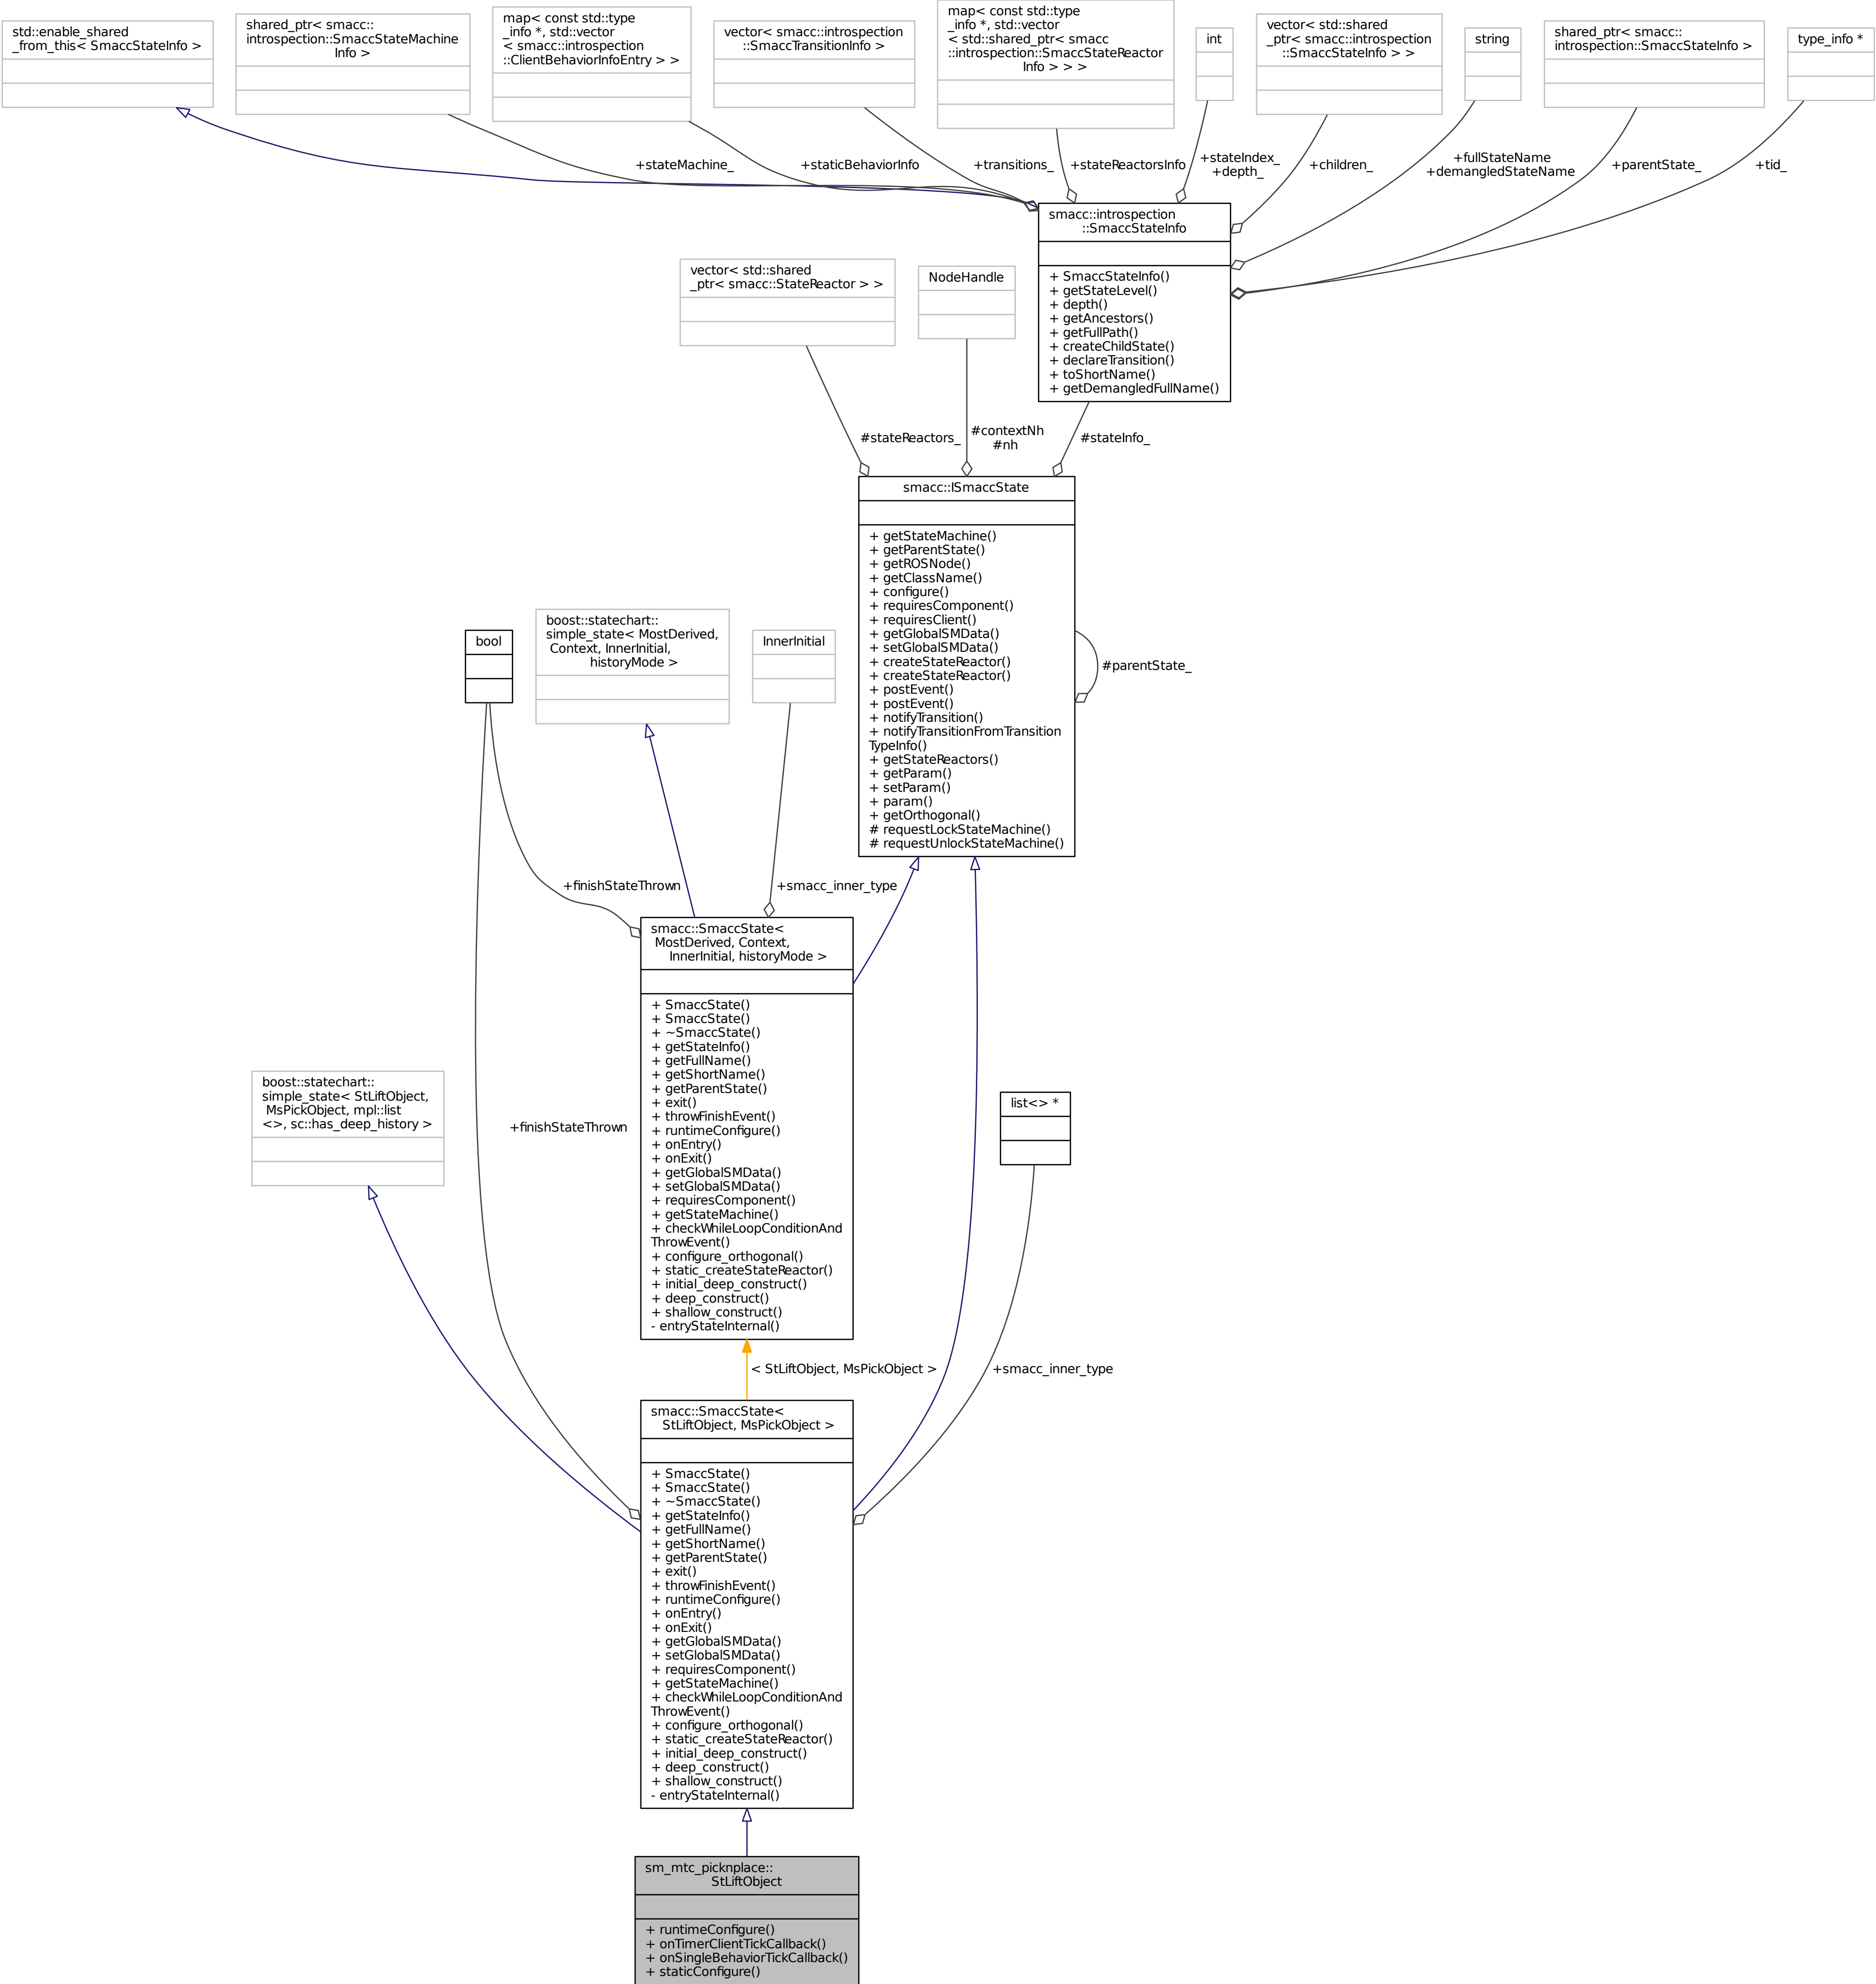 std::enable_shared
_from_this< SmaccStateInfo >
shared_ptr< smacc::
introspection::SmaccStateMachine
Info >
map< const std::type
_info *, std::vector
< smacc::introspection
::ClientBehaviorInfoEntry > >
vector< smacc::introspection
::SmaccTransitionInfo >
map< const std::type
_info *, std::vector
< std::shared_ptr< smacc
::introspection::SmaccStateReactor
Info > > >
int
vector< std::shared
_ptr< smacc::introspection
::SmaccStateInfo > >
string
shared_ptr< smacc::
introspection::SmaccStateInfo >
type_info *
+stateMachine_
+staticBehaviorInfo
+transitions_
+stateReactorsInfo
+stateIndex_
+depth_
+children_
+fullStateName
+demangledStateName
+parentState_
+tid_
smacc::introspection
::SmaccStateInfo
+ SmaccStateInfo()
+ getStateLevel()
+ depth()
+ getAncestors()
+ getFullPath()
+ createChildState()
+ declareTransition()
+ toShortName()
+ getDemangledFullName()
vector< std::shared
_ptr< smacc::StateReactor > >
NodeHandle
#stateReactors_
#contextNh
#nh
#stateInfo_
smacc::ISmaccState
+ getStateMachine()
+ getParentState()
+ getROSNode()
+ getClassName()
+ configure()
+ requiresComponent()
+ requiresClient()
+ getGlobalSMData()
+ setGlobalSMData()
+ createStateReactor()
+ createStateReactor()
+ postEvent()
+ postEvent()
+ notifyTransition()
+ notifyTransitionFromTransition
TypeInfo()
+ getStateReactors()
+ getParam()
+ setParam()
+ param()
+ getOrthogonal()
# requestLockStateMachine()
# requestUnlockStateMachine()
#parentState_
bool
boost::statechart::
simple_state< MostDerived,
Context, InnerInitial,
historyMode >
InnerInitial
+finishStateThrown
+smacc_inner_type
smacc::SmaccState<
MostDerived, Context,
InnerInitial, historyMode >
+ SmaccState()
+ SmaccState()
+ ~SmaccState()
+ getStateInfo()
+ getFullName()
+ getShortName()
+ getParentState()
+ exit()
+ throwFinishEvent()
+ runtimeConfigure()
+ onEntry()
+ onExit()
+ getGlobalSMData()
+ setGlobalSMData()
+ requiresComponent()
+ getStateMachine()
+ checkWhileLoopConditionAnd
ThrowEvent()
+ configure_orthogonal()
+ static_createStateReactor()
+ initial_deep_construct()
+ deep_construct()
+ shallow_construct()
- entryStateInternal()
boost::statechart::
simple_state< StLiftObject,
MsPickObject, mpl::list
<>, sc::has_deep_history >
+finishStateThrown
list<> *
< StLiftObject, MsPickObject >
+smacc_inner_type
smacc::SmaccState<
StLiftObject, MsPickObject >
+ SmaccState()
+ SmaccState()
+ ~SmaccState()
+ getStateInfo()
+ getFullName()
+ getShortName()
+ getParentState()
+ exit()
+ throwFinishEvent()
+ runtimeConfigure()
+ onEntry()
+ onExit()
+ getGlobalSMData()
+ setGlobalSMData()
+ requiresComponent()
+ getStateMachine()
+ checkWhileLoopConditionAnd
ThrowEvent()
+ configure_orthogonal()
+ static_createStateReactor()
+ initial_deep_construct()
+ deep_construct()
+ shallow_construct()
- entryStateInternal()
sm_mtc_picknplace::
StLiftObject
+ runtimeConfigure()
+ onTimerClientTickCallback()
+ onSingleBehaviorTickCallback()
+ staticConfigure()